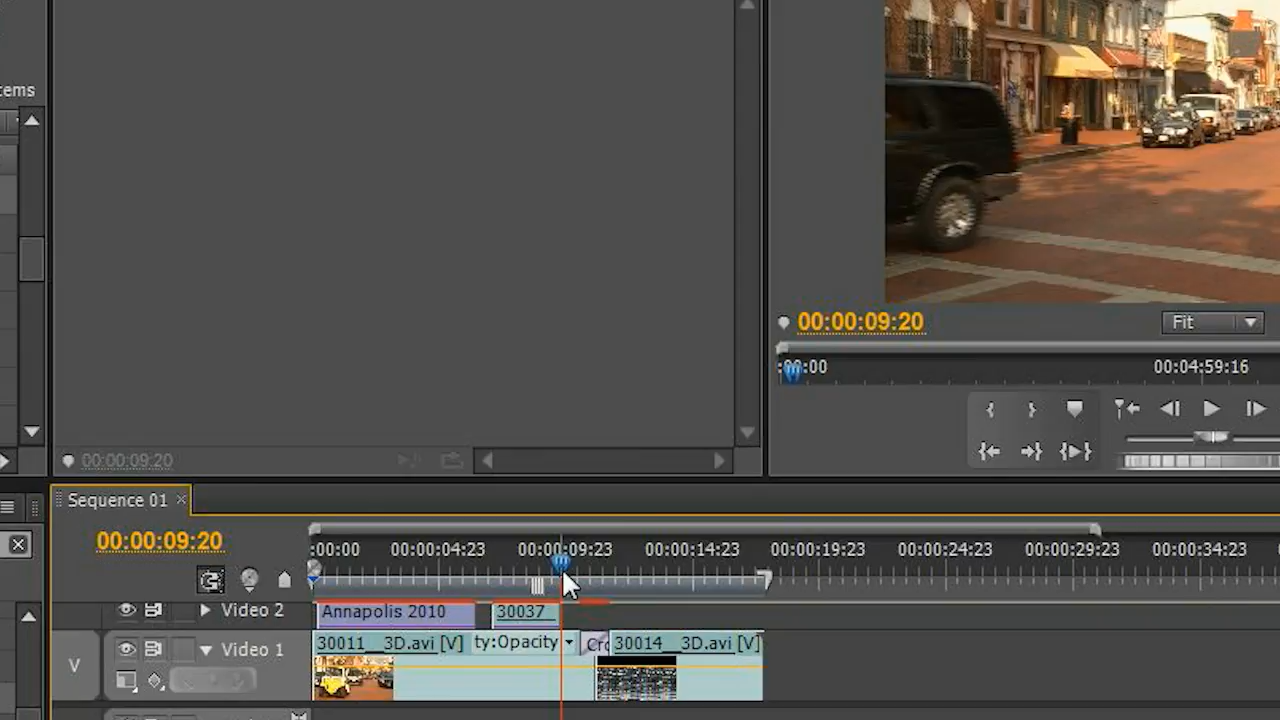 tems
00:00:09:20
Fit
:00:00
00:04:59:16
00:00:09:20
Sequence 01
00:00:09:20
:00:00 00:00:04:23 00:00:09:23 00:00:14:23 00:00:19:23 00:00:24:23 00:00:29:23 00:00:34:23
Video 2
Annapolis 2010
30037
V
Video 1
30011__3D.avi [V]
ty:Opacity
Cro
30014__3D.avi [V]